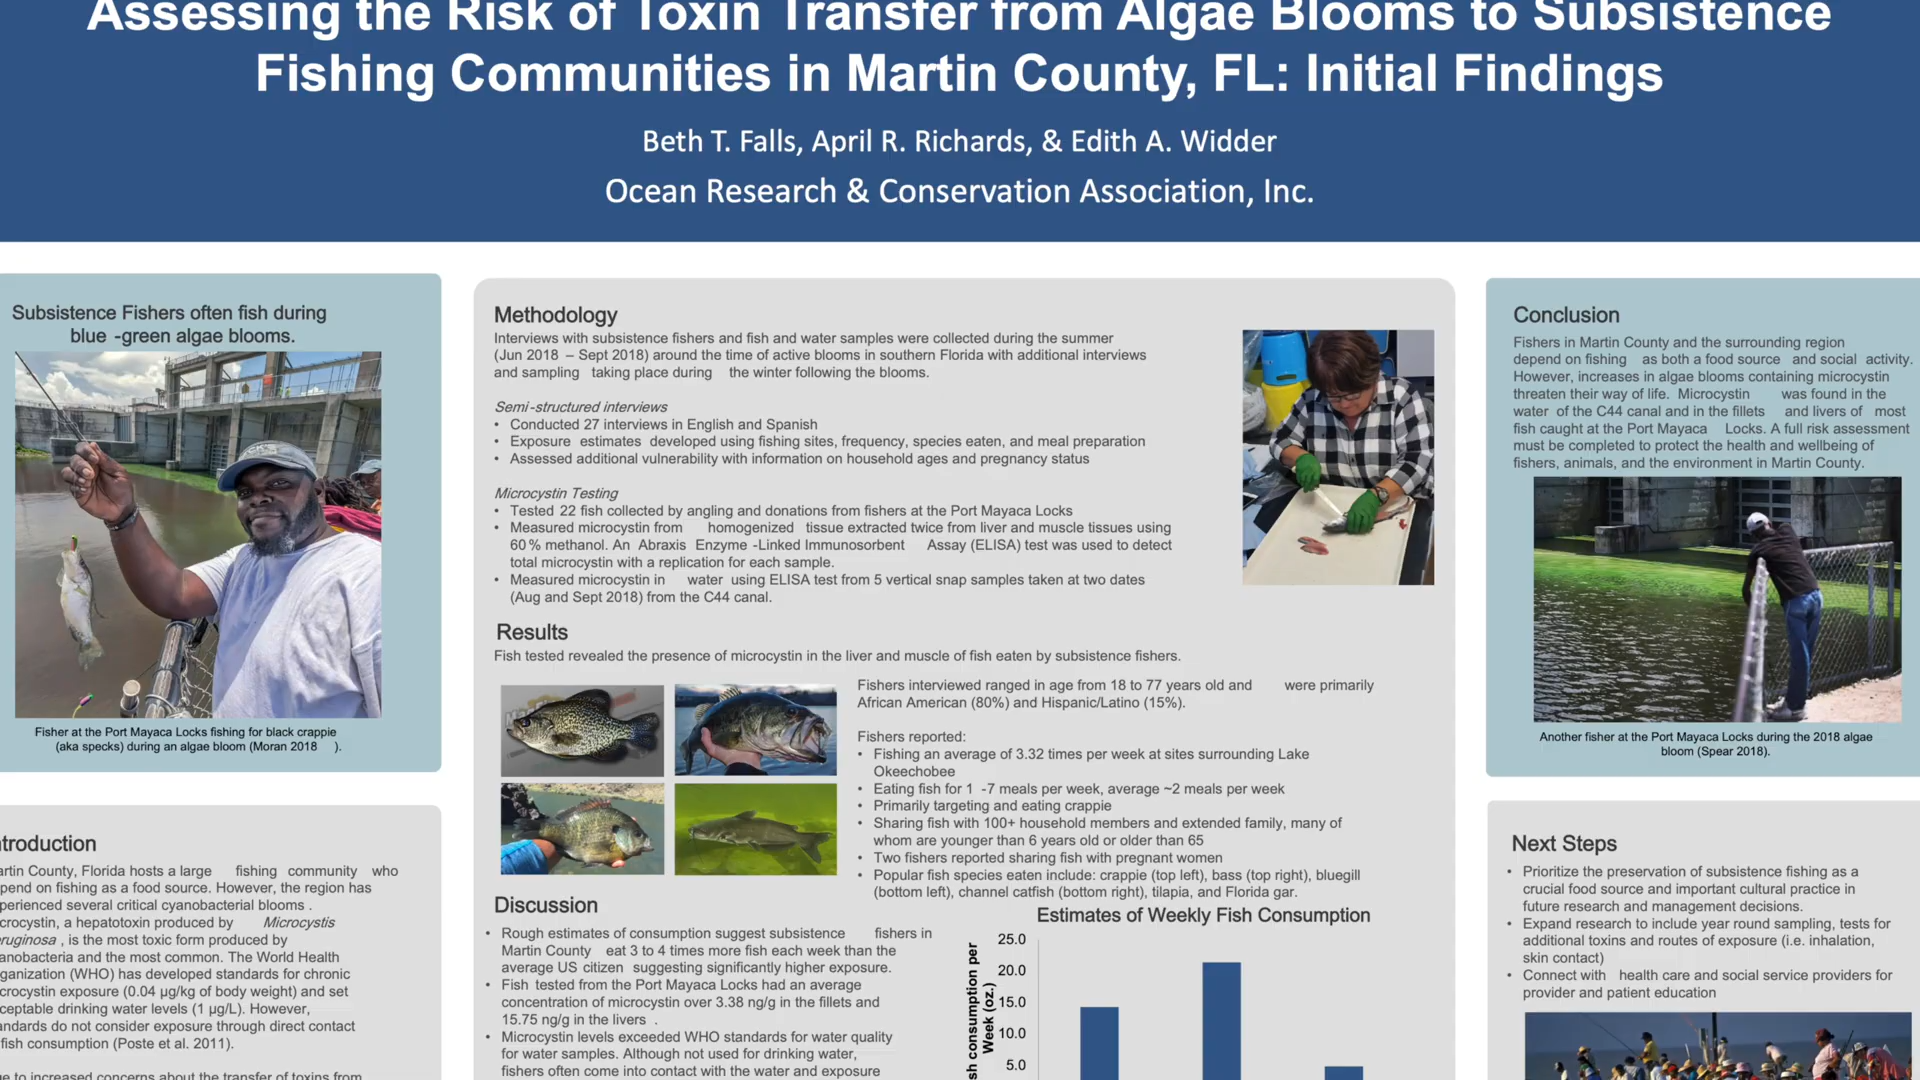 Assessing the Risk of Toxin Transfer from Algae Blooms to Subsistence
Fishing Communities in Martin County, FL: Initial Findings
Beth T. Falls, April R. Richards, & Edith A. Widder
Ocean Research & Conservation Association, Inc.
Subsistence Fishers often fish during
blue -green algae blooms.
Fisher at the Port Mayaca Locks fishing for black crappie
(aka specks) during an algae bloom (Moran 2018 ).
ntroduction
artin County, Florida hosts a large fishing community who
pend on fishing as a food source. However, the region has
perienced several critical cyanobacterial blooms .
crocystin, a hepatotoxin produced by Microcystis
ruginosa , is the most toxic form produced by
anobacteria and the most common. The World Health
ganization (WHO) has developed standards for chronic
crocystin exposure (0.04 µg/kg of body weight) and set
ceptable drinking water levels (1 µg/L). However,
andards do not consider exposure through direct contact
fish consumption (Poste et al. 2011).
e to increased concerns about the transfer of toxins from
Methodology
Interviews with subsistence fishers and fish and water samples were collected during the summer
(Jun 2018 – Sept 2018) around the time of active blooms in southern Florida with additional interviews
and sampling taking place during the winter following the blooms.
Semi-structured interviews
• Conducted 27 interviews in English and Spanish
• Exposure estimates developed using fishing sites, frequency, species eaten, and meal preparation
• Assessed additional vulnerability with information on household ages and pregnancy status
Microcystin Testing
• Tested 22 fish collected by angling and donations from fishers at the Port Mayaca Locks
• Measured microcystin from homogenized tissue extracted twice from liver and muscle tissues using
60 % methanol. An Abraxis Enzyme -Linked Immunosorbent Assay (ELISA) test was used to detect
total microcystin with a replication for each sample.
• Measured microcystin in water using ELISA test from 5 vertical snap samples taken at two dates
(Aug and Sept 2018) from the C44 canal.
Results
Fish tested revealed the presence of microcystin in the liver and muscle of fish eaten by subsistence fishers.
Fishers interviewed ranged in age from 18 to 77 years old and were primarily
African American (80%) and Hispanic/Latino (15%).
Fishers reported:
• Fishing an average of 3.32 times per week at sites surrounding Lake
Okeechobee
• Eating fish for 1 -7 meals per week, average ~2 meals per week
• Primarily targeting and eating crappie
• Sharing fish with 100+ household members and extended family, many of
whom are younger than 6 years old or older than 65
• Two fishers reported sharing fish with pregnant women
• Popular fish species eaten include: crappie (top left), bass (top right), bluegill
(bottom left), channel catfish (bottom right), tilapia, and Florida gar.
Discussion
• Rough estimates of consumption suggest subsistence fishers in
Martin County eat 3 to 4 times more fish each week than the
average US citizen suggesting significantly higher exposure.
• Fish tested from the Port Mayaca Locks had an average
concentration of microcystin over 3.38 ng/g in the fillets and
15.75 ng/g in the livers .
• Microcystin levels exceeded WHO standards for water quality
for water samples. Although not used for drinking water,
fishers often come into contact with the water and exposure
Estimates of Weekly Fish Consumption
sh consumption per
Week (oz.)
25.0
20.0
15.0
10.0
5.0
Conclusion
Fishers in Martin County and the surrounding region
depend on fishing as both a food source and social activity.
However, increases in algae blooms containing microcystin
threaten their way of life. Microcystin was found in the
water of the C44 canal and in the fillets and livers of most
fish caught at the Port Mayaca Locks. A full risk assessment
must be completed to protect the health and wellbeing of
fishers, animals, and the environment in Martin County.
Another fisher at the Port Mayaca Locks during the 2018 algae
bloom (Spear 2018).
Next Steps
• Prioritize the preservation of subsistence fishing as a
crucial food source and important cultural practice in
future research and management decisions.
• Expand research to include year round sampling, tests for
additional toxins and routes of exposure (i.e. inhalation,
skin contact)
• Connect with health care and social service providers for
provider and patient education